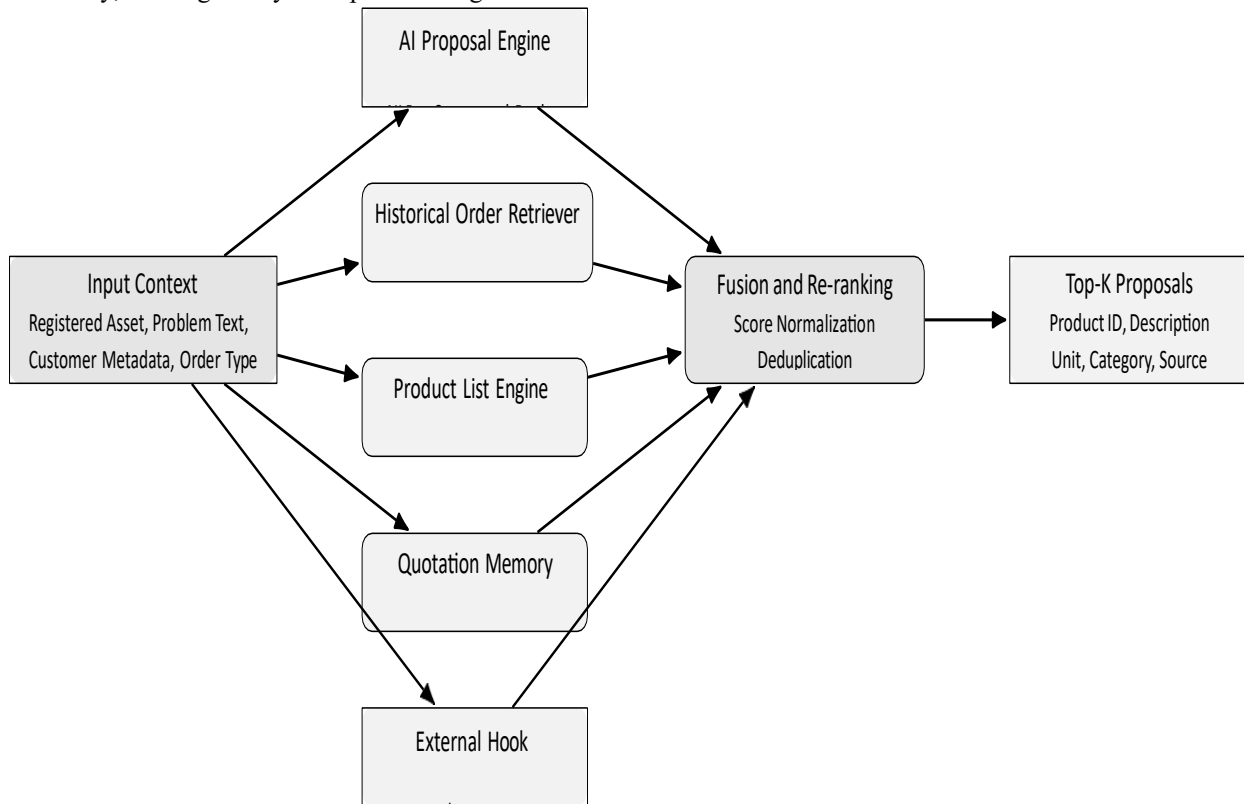 AI Proposal Engine
Historical Order Retriever
Input Context
Registered Asset, Problem Text,
Customer Metadata, Order Type
Fusion and Re-ranking
Score Normalization
Deduplication
Top-K Proposals
Product ID, Description
Unit, Category, Source
Product List Engine
Quotation Memory
External Hook